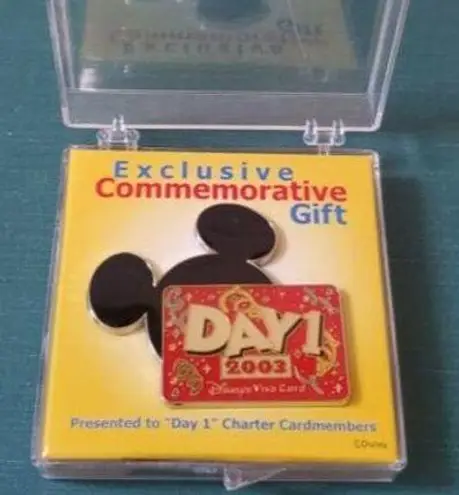 Exclusive
Commemorative
Gift
DAY 1
2003
Disney's Visa Card
Presented to "Day 1" Charter Cardmembers
©Disney